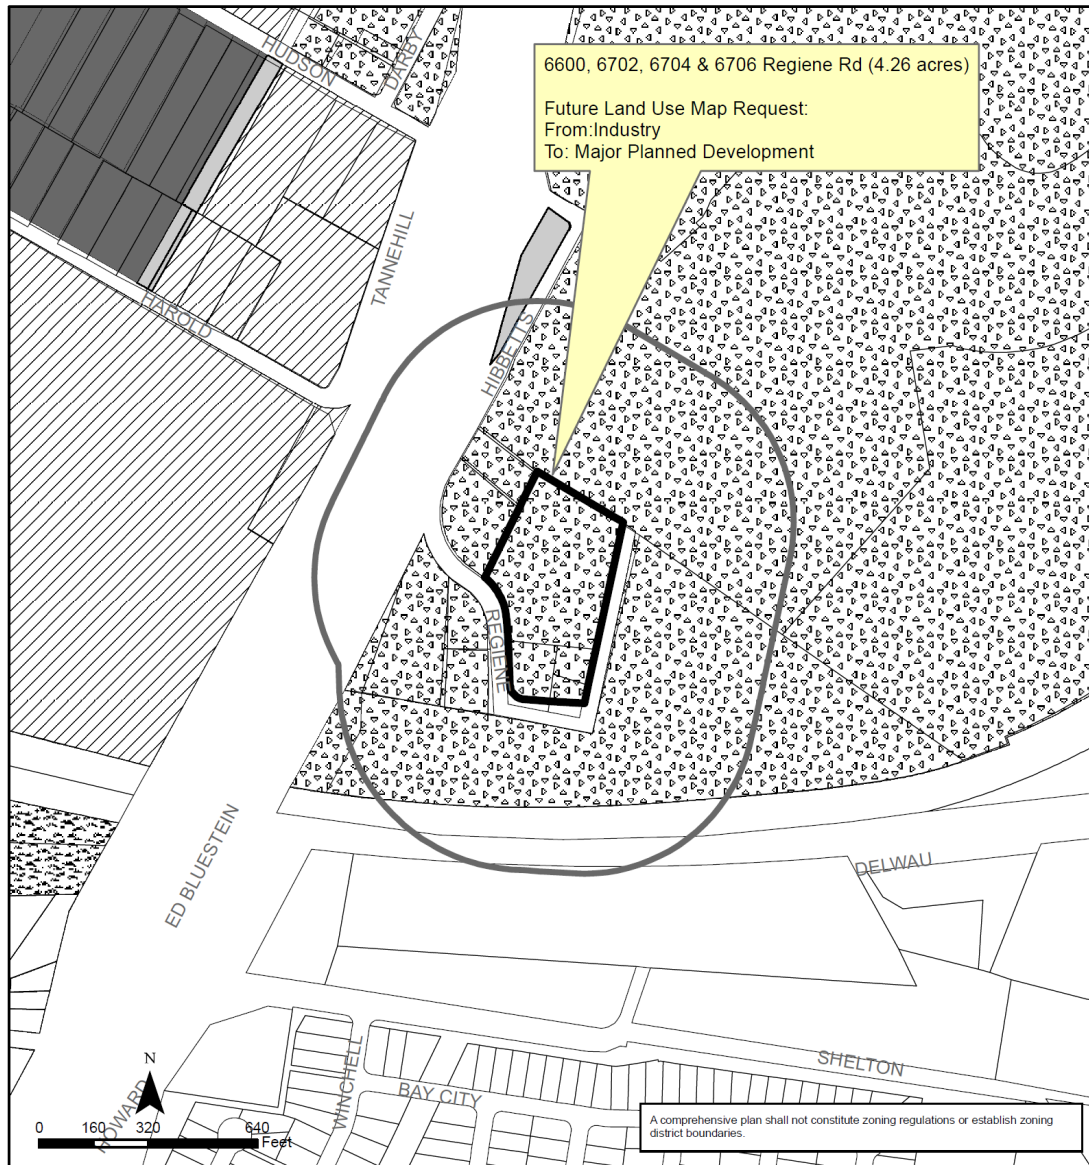 HUDSON
DARBY
6600, 6702, 6704 & 6706 Regiene Rd (4.26 acres)
Future Land Use Map Request:
From:Industry
To: Major Planned Development
TANNEHILL
HAROLD
HIBBETTS
REGIENE
ED BLUESTEIN
DELWAU
SHELTON
WINCHELL
BAY CITY
HOWARD
N
0 160 320 640
Feet
A comprehensive plan shall not constitute zoning regulations or establish zoning
district boundaries.